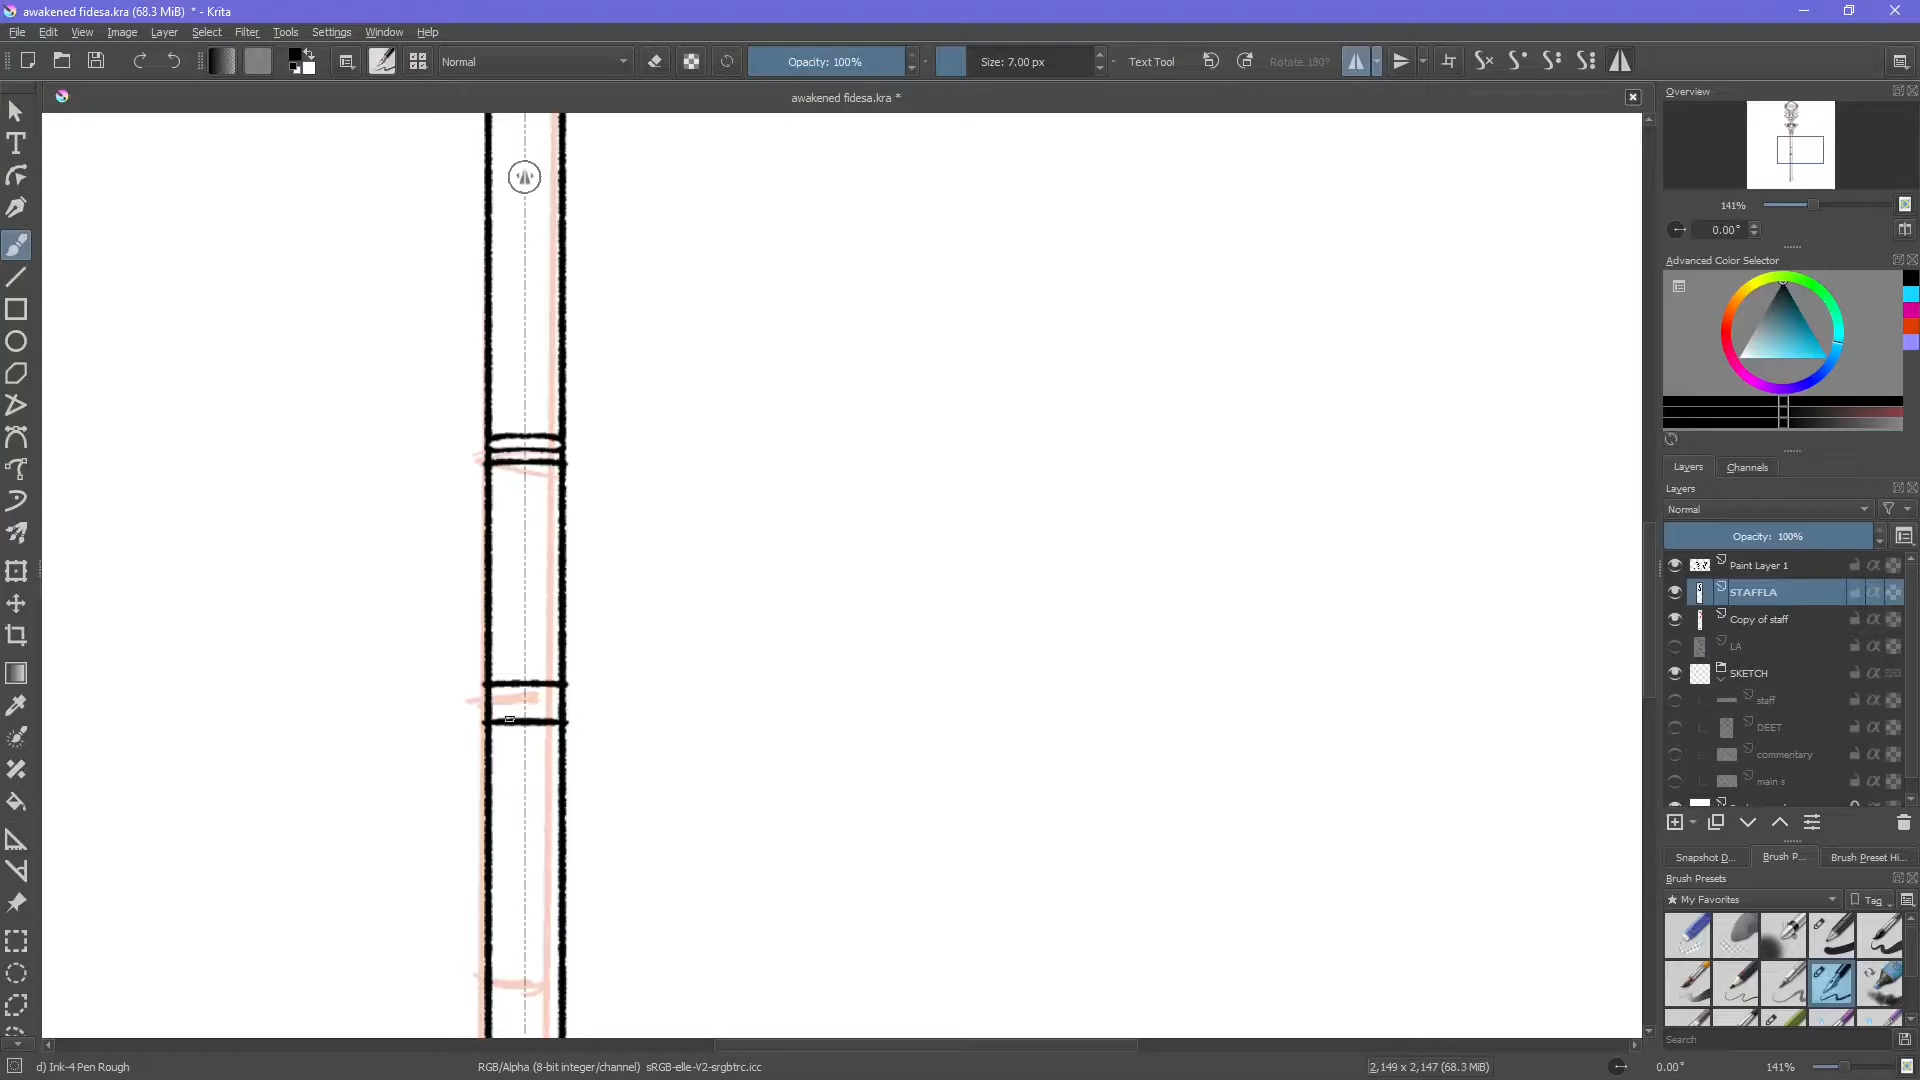 awakened fidesa.kra (68.3 MiB) * - Krita
File Edit View Image Layer Select Filter Tools Settings Window Help
Normal Opacity: 100% Size: 7.00 px Text Tool Rotate 180°
awakened fidesa.kra *
Overview
141%
0.00°
Advanced Color Selector
Layers Channels
Layers
Normal
Opacity: 100%
Paint Layer 1
STAFFLA
Copy of staff
LA
SKETCH
staff
DEET
commentary
main s
Snapshot D... Brush P... Brush Preset Hi...
Brush Presets
My Favorites Tag
Search
d) Ink-4 Pen Rough RGB/Alpha (8-bit integer/channel) sRGB-elle-V2-srgbtrc.icc 2,149 x 2,147 (68.3 MiB) 0.00° 141%